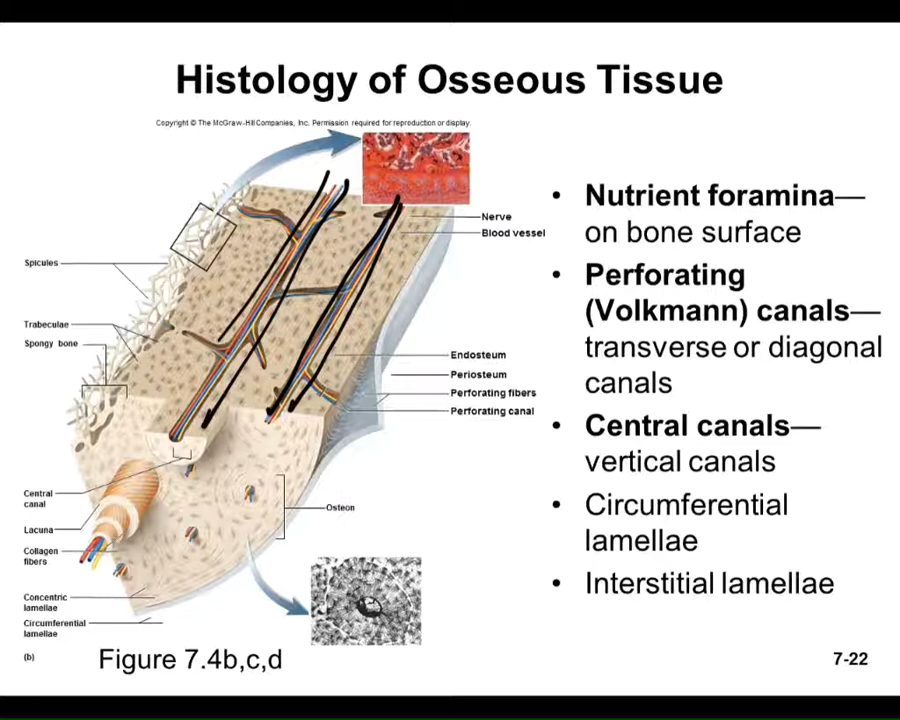 Histology of Osseous Tissue
Copyright © The McGraw-Hill Companies, Inc. Permission required for reproduction or display.
Nerve
Blood vessel
Spicules
Trabeculae
Spongy bone
Endosteum
Periosteum
Perforating fibers
Perforating canal
Central
canal
Osteon
Lacuna
Collagen
fibers
Concentric
lamellae
Circumferential
lamellae
(b)
Figure 7.4b,c,d
• Nutrient foramina—
on bone surface
• Perforating
(Volkmann) canals—
transverse or diagonal
canals
• Central canals—
vertical canals
• Circumferential
lamellae
• Interstitial lamellae
7-22